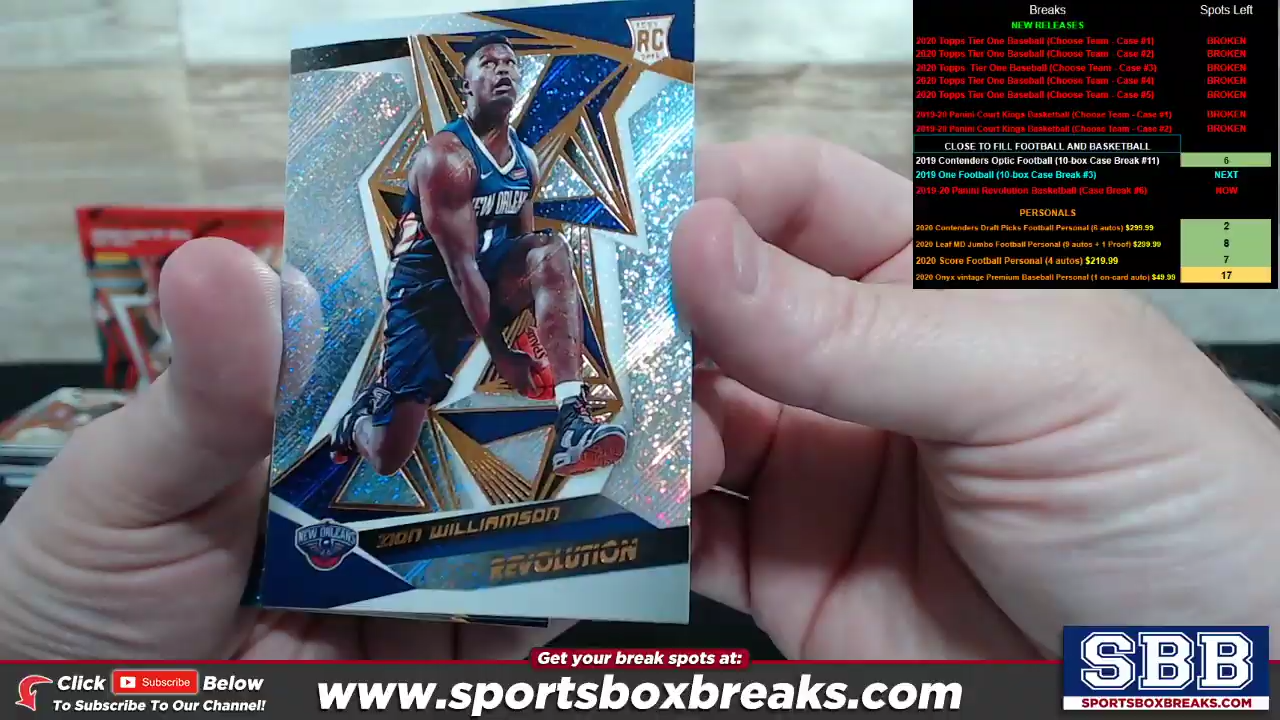 Breaks Spots Left
NEW RELEASES
2020 Topps Tier One Baseball (Choose Team - Case #1) BROKEN
2020 Topps Tier One Baseball (Choose Team - Case #2) BROKEN
2020 Topps Tier One Baseball (Choose Team - Case #3) BROKEN
2020 Topps Tier One Baseball (Choose Team - Case #4) BROKEN
2020 Topps Tier One Baseball (Choose Team - Case #5) BROKEN
2019-20 Panini Court Kings Basketball (Choose Team - Case #1) BROKEN
2019-20 Panini Court Kings Basketball (Choose Team - Case #2) BROKEN
CLOSE TO FILL FOOTBALL AND BASKETBALL
2019 Contenders Optic Football (10-box Case Break #11) 6
2019 One Football (10-box Case Break #3) NEXT
2019-20 Panini Revolution Basketball (Case Break #6) NOW
PERSONALS
2020 Contenders Draft Picks Football Personal (6 autos) $299.99 2
2020 Leaf MD Jumbo Football Personal (9 autos + 1 Proof) $299.99 8
2020 Score Football Personal (4 autos) $219.99 7
2020 Onyx vintage Premium Baseball Personal (1 on-card auto) $49.99 17
RC
NEW ORLEANS
1
NEW ORLEANS
ZION WILLIAMSON
REVOLUTION
Get your break spots at:
Click Subscribe Below
To Subscribe To Our Channel!
www.sportsboxbreaks.com
SBB
SPORTSBOXBREAKS.COM